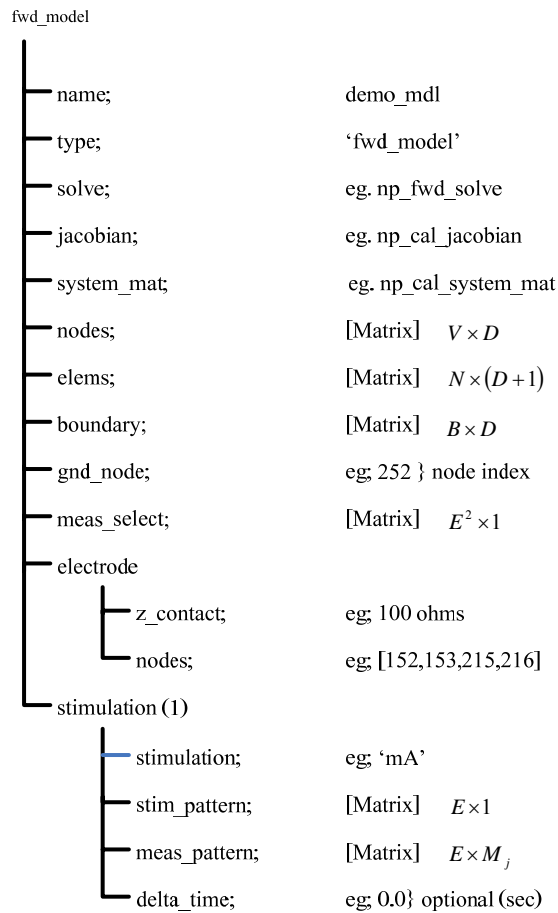 fwd_model
name; demo_mdl
type; ‘fwd_model’
solve; eg. np_fwd_solve
jacobian; eg. np_cal_jacobian
system_mat; eg. np_cal_system_mat
nodes; [Matrix] V × D
elems; [Matrix] N × (D + 1)
boundary; [Matrix] B × D
gnd_node; eg; 252 } node index
meas_select; [Matrix] E² × 1
electrode
z_contact; eg; 100 ohms
nodes; eg; [152,153,215,216]
stimulation (1)
stimulation; eg; ‘mA’
stim_pattern; [Matrix] E × 1
meas_pattern; [Matrix] E × M_j
delta_time; eg; 0.0} optional (sec)